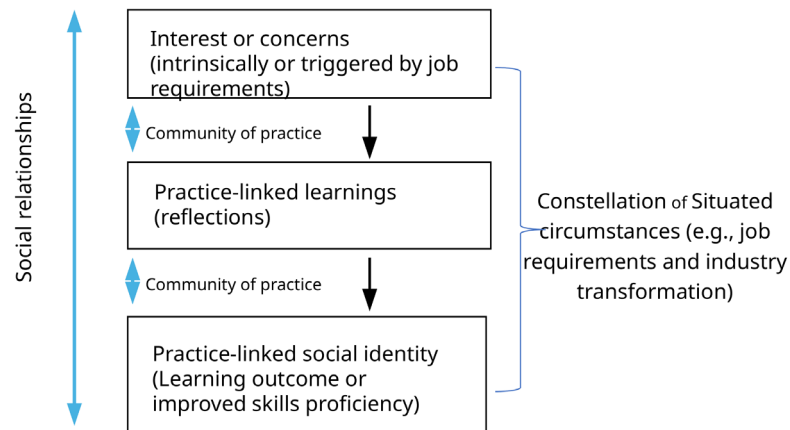 Interest or concerns
(intrinsically or triggered by job
requirements)
Community of practice
Practice-linked learnings
(reflections)
Community of practice
Practice-linked social identity
(Learning outcome or
improved skills proficiency)
Social relationships
Constellation of Situated
circumstances (e.g., job
requirements and industry
transformation)